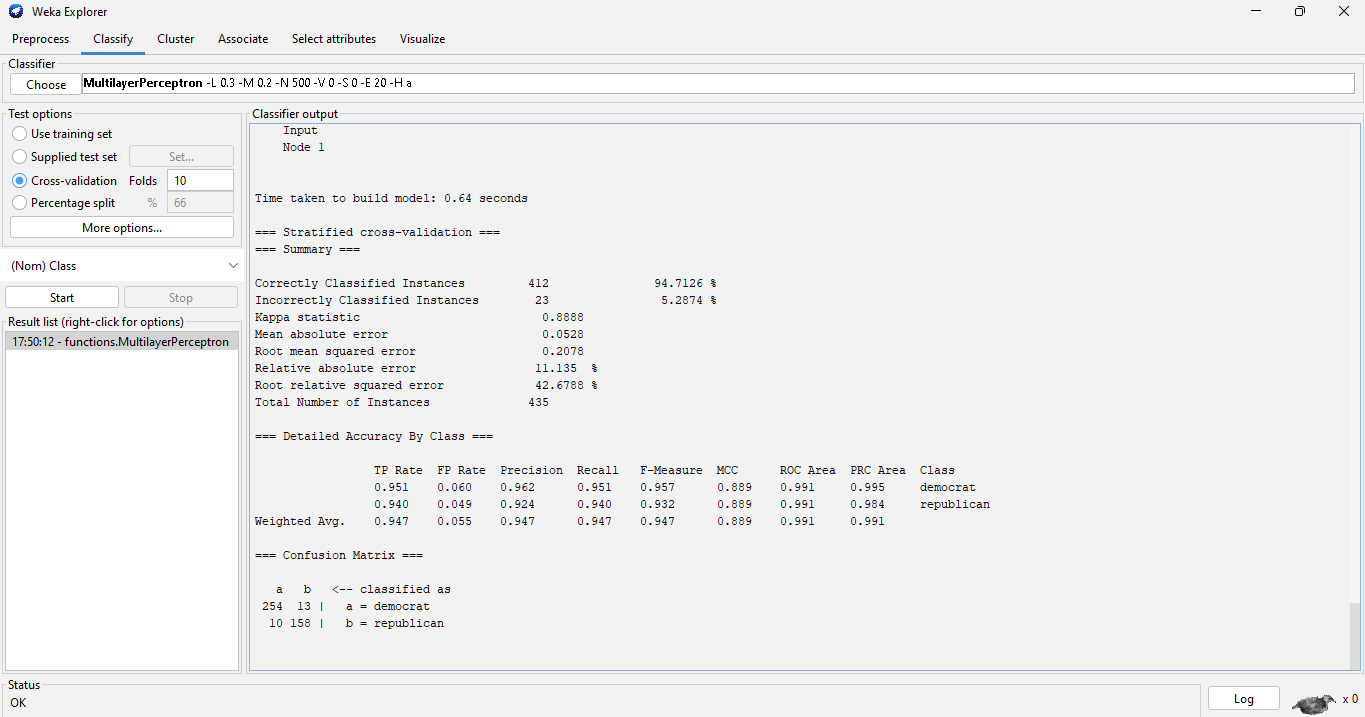 Weka Explorer
Preprocess Classify Cluster Associate Select attributes Visualize
Classifier
Choose MultilayerPerceptron -L 0.3 -M 0.2 -N 500 -V 0 -S 0 -E 20 -H a
Test options
Use training set
Supplied test set Set...
Cross-validation Folds 10
Percentage split % 66
More options...
(Nom) Class
Start Stop
Result list (right-click for options)
17:50:12 - functions.MultilayerPerceptron
Classifier output
Input
Node 1
Time taken to build model: 0.64 seconds
=== Stratified cross-validation ===
=== Summary ===
Correctly Classified Instances 412 94.7126 %
Incorrectly Classified Instances 23 5.2874 %
Kappa statistic 0.8888
Mean absolute error 0.0528
Root mean squared error 0.2078
Relative absolute error 11.135 %
Root relative squared error 42.6788 %
Total Number of Instances 435
=== Detailed Accuracy By Class ===
TP Rate FP Rate Precision Recall F-Measure MCC ROC Area PRC Area Class
0.951 0.060 0.962 0.951 0.957 0.889 0.991 0.995 democrat
0.940 0.049 0.924 0.940 0.932 0.889 0.991 0.984 republican
Weighted Avg. 0.947 0.055 0.947 0.947 0.947 0.889 0.991 0.991
=== Confusion Matrix ===
a b <-- classified as
254 13 | a = democrat
10 158 | b = republican
Status
OK
Log x 0